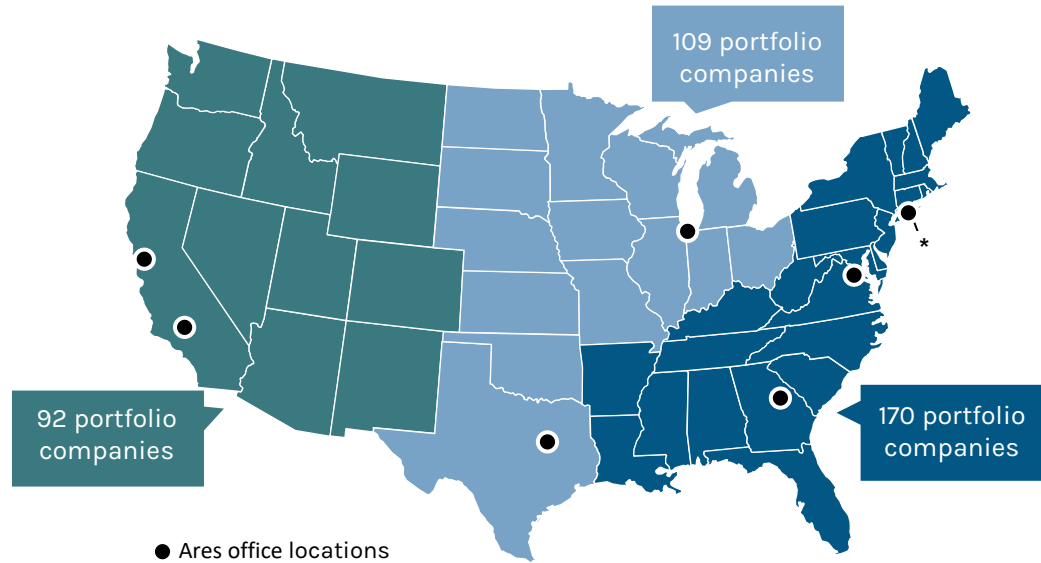 109 portfolio
companies
*
92 portfolio
companies
170 portfolio
companies
Ares office locations